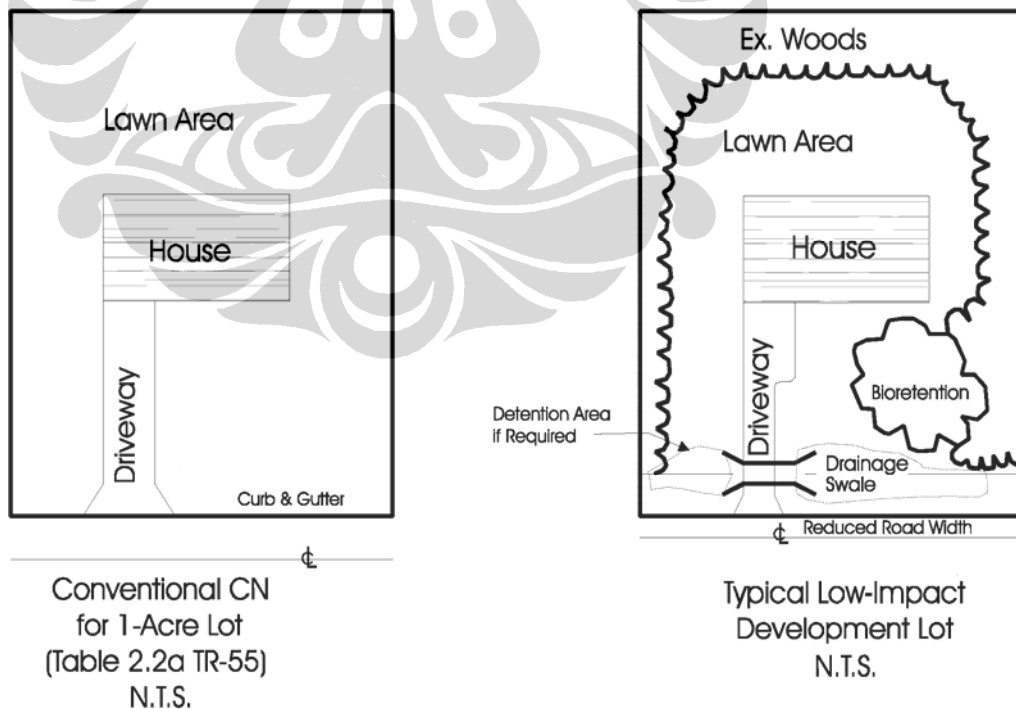 Lawn Area
House
Driveway
Curb & Gutter
℄
Conventional CN
for 1-Acre Lot
(Table 2.2a TR-55)
N.T.S.
Ex. Woods
Lawn Area
House
Driveway
Bioretention
Detention Area
if Required
Drainage
Swale
℄ Reduced Road Width
Typical Low-Impact
Development Lot
N.T.S.